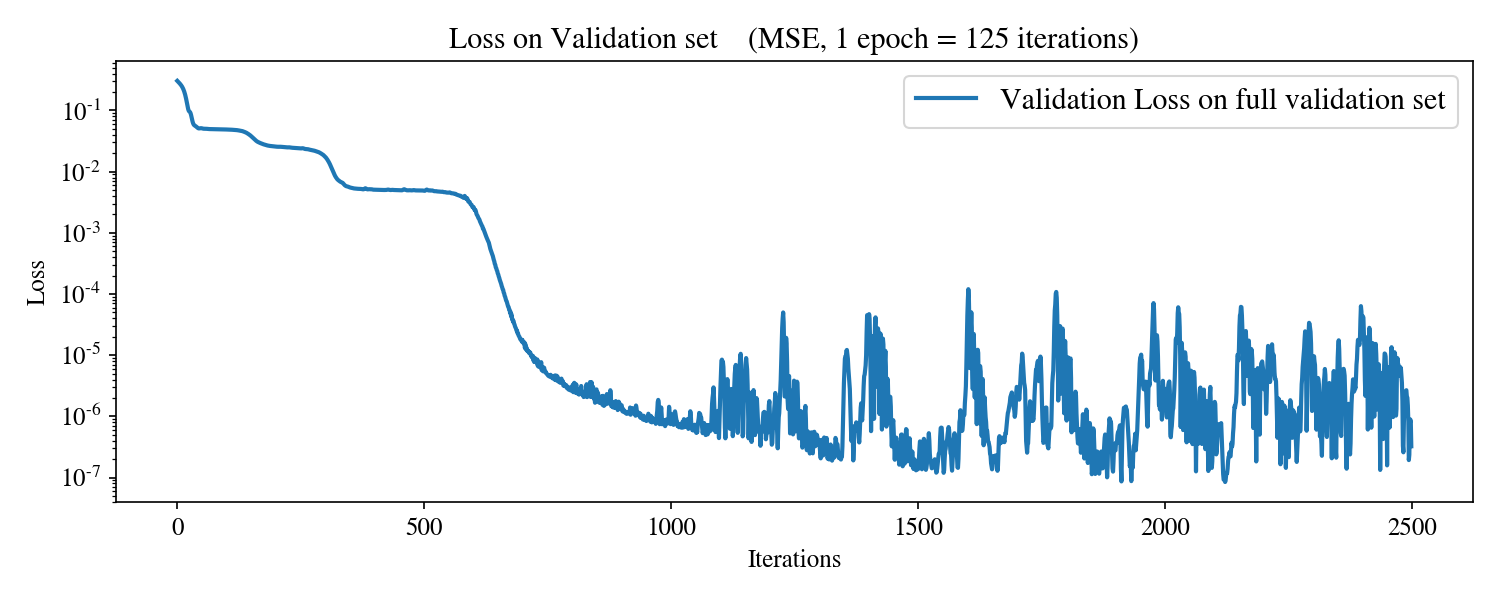 Loss on Validation set (MSE, 1 epoch = 125 iterations)
Validation Loss on full validation set
10⁻¹
10⁻²
10⁻³
10⁻⁴
10⁻⁵
10⁻⁶
10⁻⁷
Loss
0 500 1000 1500 2000 2500
Iterations